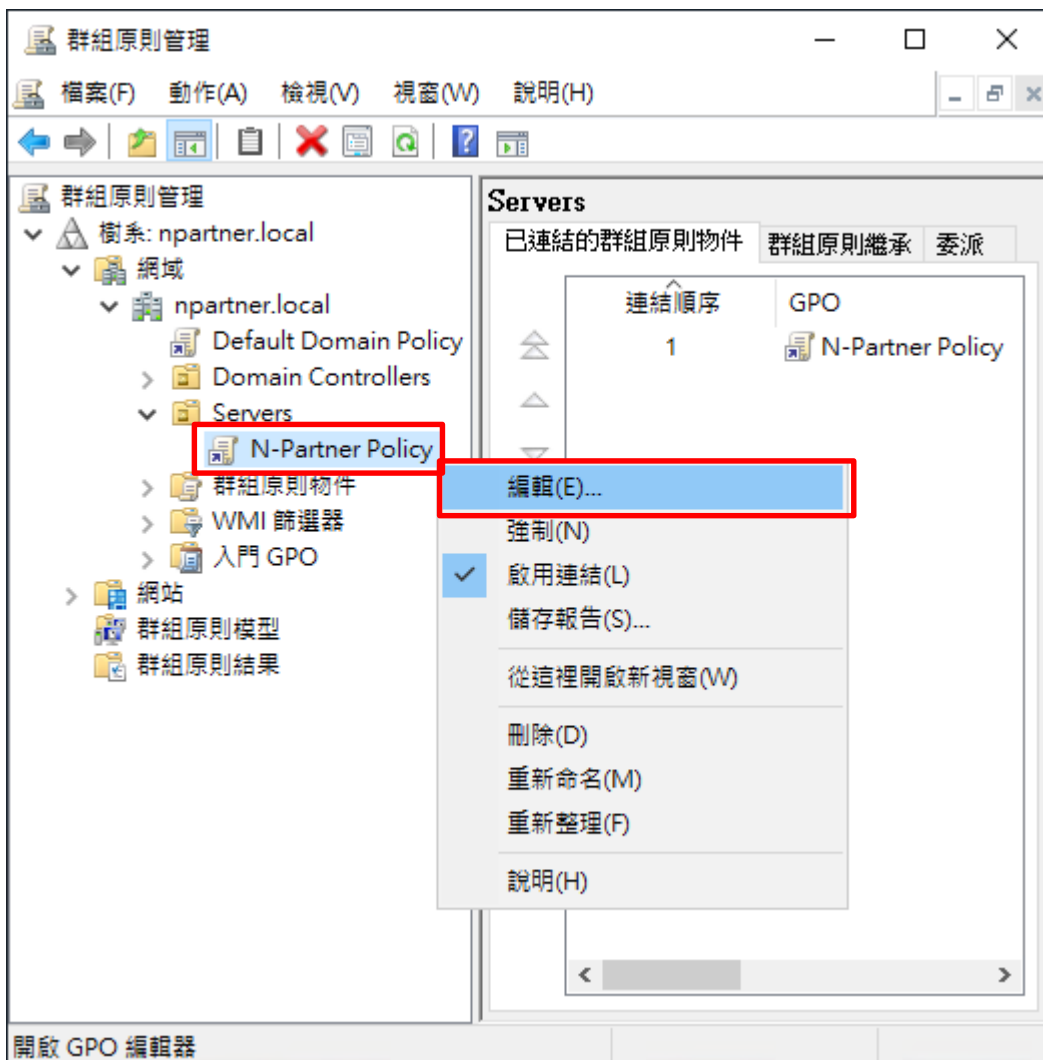 群組原則管理
檔案(F) 動作(A) 檢視(V) 視窗(W) 說明(H)
群組原則管理
樹系: npartner.local
網域
npartner.local
Default Domain Policy
Domain Controllers
Servers
N-Partner Policy
群組原則物件
WMI 篩選器
入門 GPO
網站
群組原則模型
群組原則結果
Servers
已連結的群組原則物件 群組原則繼承 委派
連結順序 GPO
1 N-Partner Policy
編輯(E)...
強制(N)
啟用連結(L)
儲存報告(S)...
從這裡開啟新視窗(W)
刪除(D)
重新命名(M)
重新整理(F)
說明(H)
開啟 GPO 編輯器